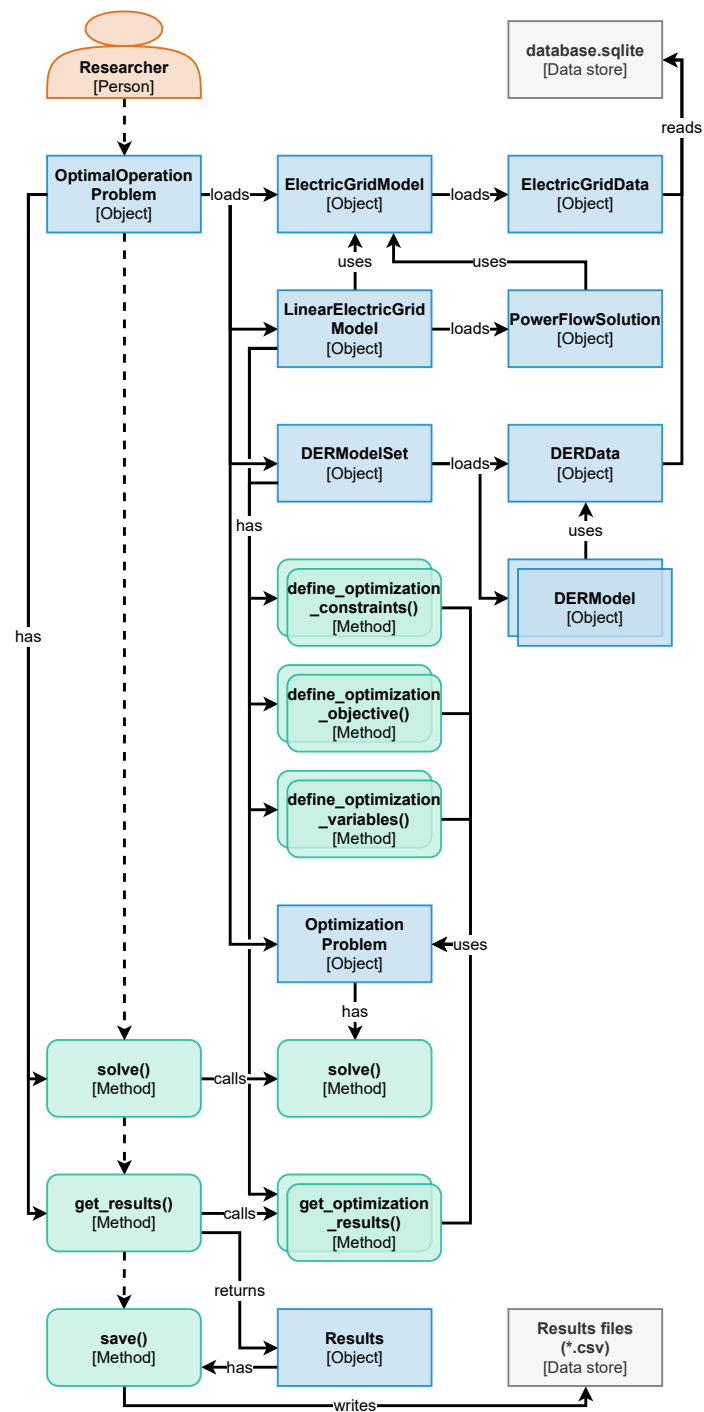 Researcher
[Person]
database.sqlite
[Data store]
reads
OptimalOperation
Problem
[Object]
loads
ElectricGridModel
[Object]
loads
ElectricGridData
[Object]
uses
uses
LinearElectricGrid
Model
[Object]
loads
PowerFlowSolution
[Object]
DERModelSet
[Object]
loads
DERData
[Object]
has
uses
define_optimization
_constraints()
[Method]
DERModel
[Object]
has
define_optimization
_objective()
[Method]
define_optimization
_variables()
[Method]
Optimization
Problem
[Object]
uses
has
solve()
[Method]
calls
solve()
[Method]
get_results()
[Method]
calls
get_optimization
_results()
[Method]
returns
save()
[Method]
has
Results
[Object]
Results files
(*.csv)
[Data store]
writes